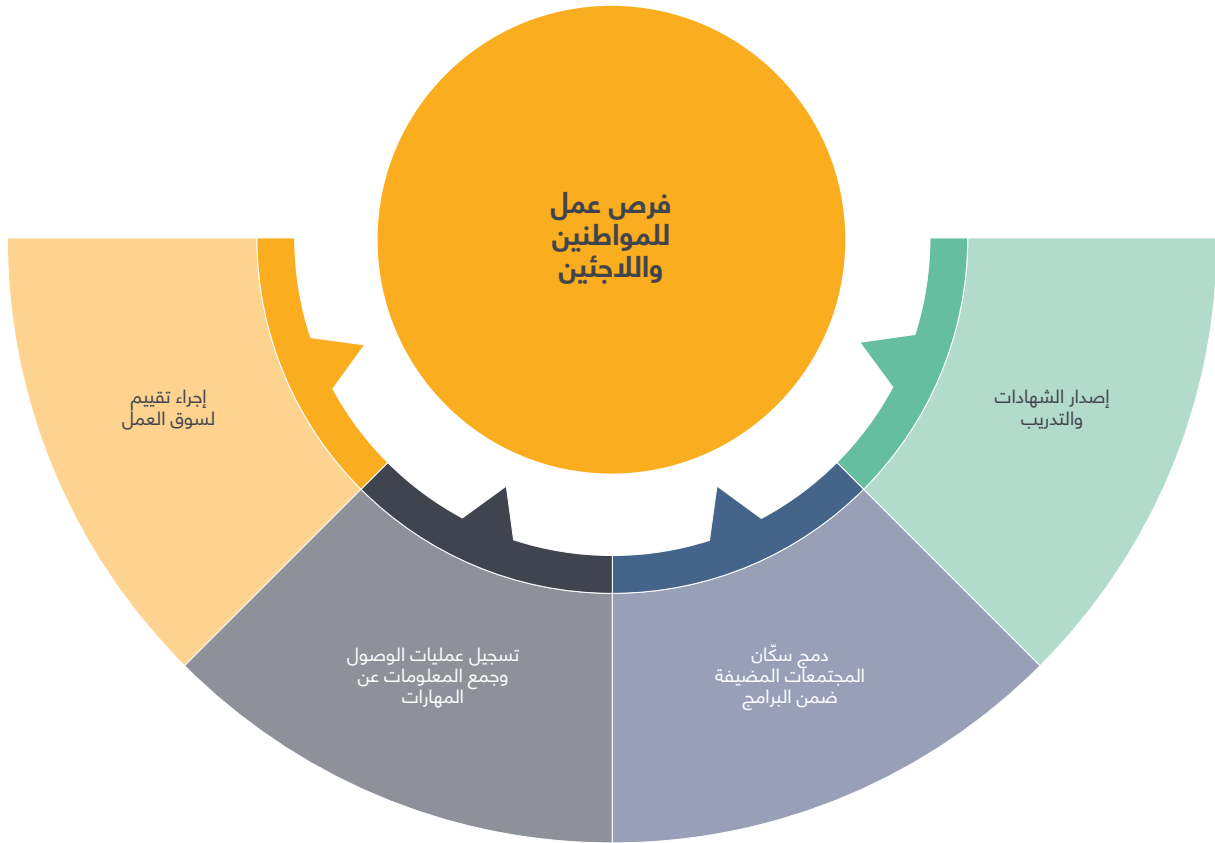 فرص عمل
للمواطنين
واللاجئين
إصدار الشهادات
والتدريب
إجراء تقييم
لسوق العمل
دمج سكّان
المجتمعات المضيفة
ضمن البرامج
تسجيل عمليات الوصول
وجمع المعلومات عن
المهارات